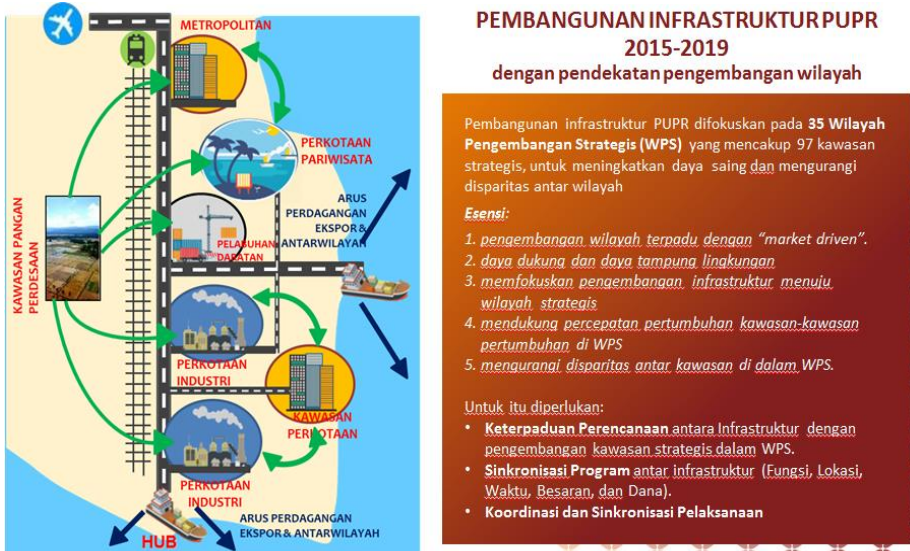 METROPOLITAN
PERKOTAAN
PARIWISATA
ARUS
PERDAGANGAN
EKSPOR &
ANTARWILAYAH
KAWASAN PANGAN
PERDESAAN
PELABUHAN
DARATAN
PERKOTAAN
INDUSTRI
KAWASAN
PERKOTAAN
PERKOTAAN
INDUSTRI
ARUS PERDAGANGAN
EKSPOR & ANTARWILAYAH
HUB
PEMBANGUNAN INFRASTRUKTUR PUPR
2015-2019
dengan pendekatan pengembangan wilayah
Pembangunan infrastruktur PUPR difokuskan pada 35 Wilayah
Pengembangan Strategis (WPS) yang mencakup 97 kawasan
strategis, untuk meningkatkan daya saing dan mengurangi
disparitas antar wilayah
Esensi:
1. pengembangan wilayah terpadu dengan “market driven”.
2. daya dukung dan daya tampung lingkungan
3. memfokuskan pengembangan infrastruktur menuju
wilayah strategis
4. mendukung percepatan pertumbuhan kawasan-kawasan
pertumbuhan di WPS
5. mengurangi disparitas antar kawasan di dalam WPS.
Untuk itu diperlukan:
• Keterpaduan Perencanaan antara Infrastruktur dengan
pengembangan kawasan strategis dalam WPS.
• Sinkronisasi Program antar infrastruktur (Fungsi, Lokasi,
Waktu, Besaran, dan Dana).
• Koordinasi dan Sinkronisasi Pelaksanaan